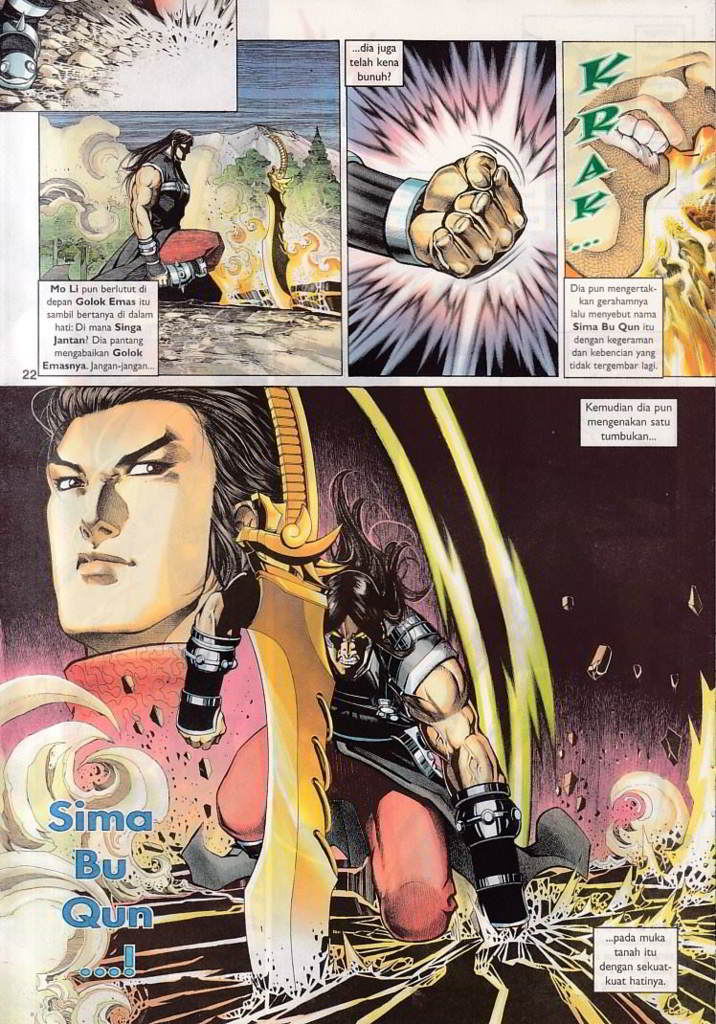 Mo Li pun berlutut di
depan Golok Emas itu
sambil bertanya di dalam
hati: Di mana Singa
Jantan? Dia pantang
mengabaikan Golok
Emasnya. Jangan-jangan...
...dia juga
telah kena
bunuh?
KRAK...
Dia pun mengertak-
kan gerahamnya
lalu menyebut nama
Sima Bu Qun itu
dengan kegeraman
dan kebencian yang
tidak tergembar lagi.
22
Kemudian dia pun
mengenakan satu
tumbukan...
Sima
Bu
Qun
...!
...pada muka
tanah itu
dengan sekuat-
kuat hatinya.